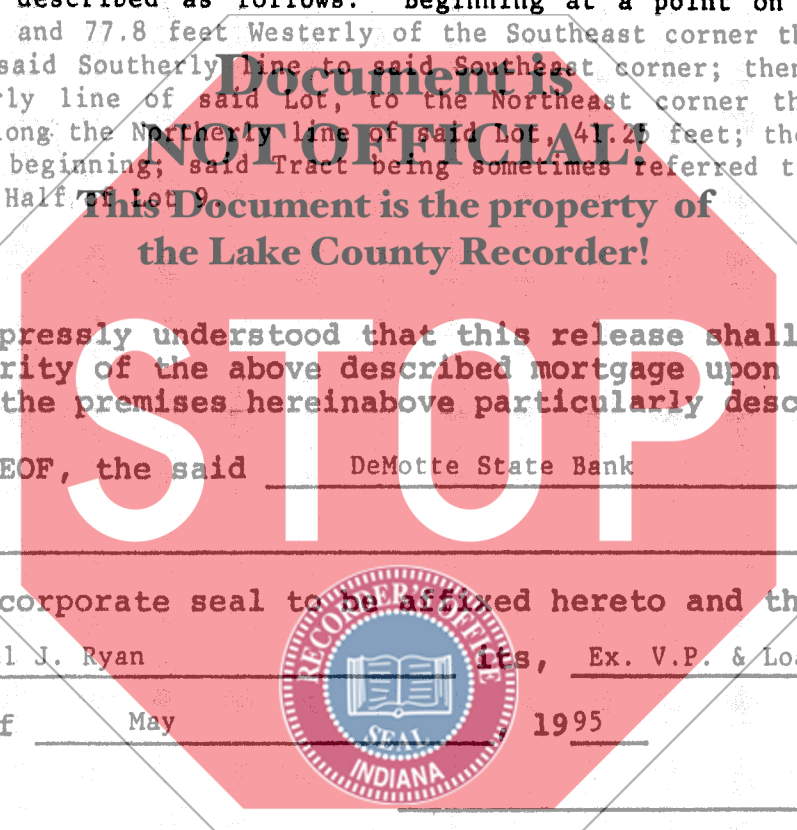 described as follows: Beginning at a point on
and 77.8 feet Westerly of the Southeast corner th
said Southerly line to said Southeast corner; then
rly line of said Lot, to the Northeast corner th
ong the Northerly line of said Lot, 41.25 feet; the
beginning; said Tract being sometimes referred t
Half of Lot 9.
Document is
NOT OFFICIAL!
This Document is the property of
the Lake County Recorder!
STOP
pressly understood that this release shall
rity of the above described mortgage upon
the premises hereinabove particularly desc
EOF, the said DeMotte State Bank
corporate seal to be affixed hereto and th
l J. Ryan its, Ex. V.P. & Loa
f May , 1995
RECORDER'S OFFICE
SEAL
INDIANA